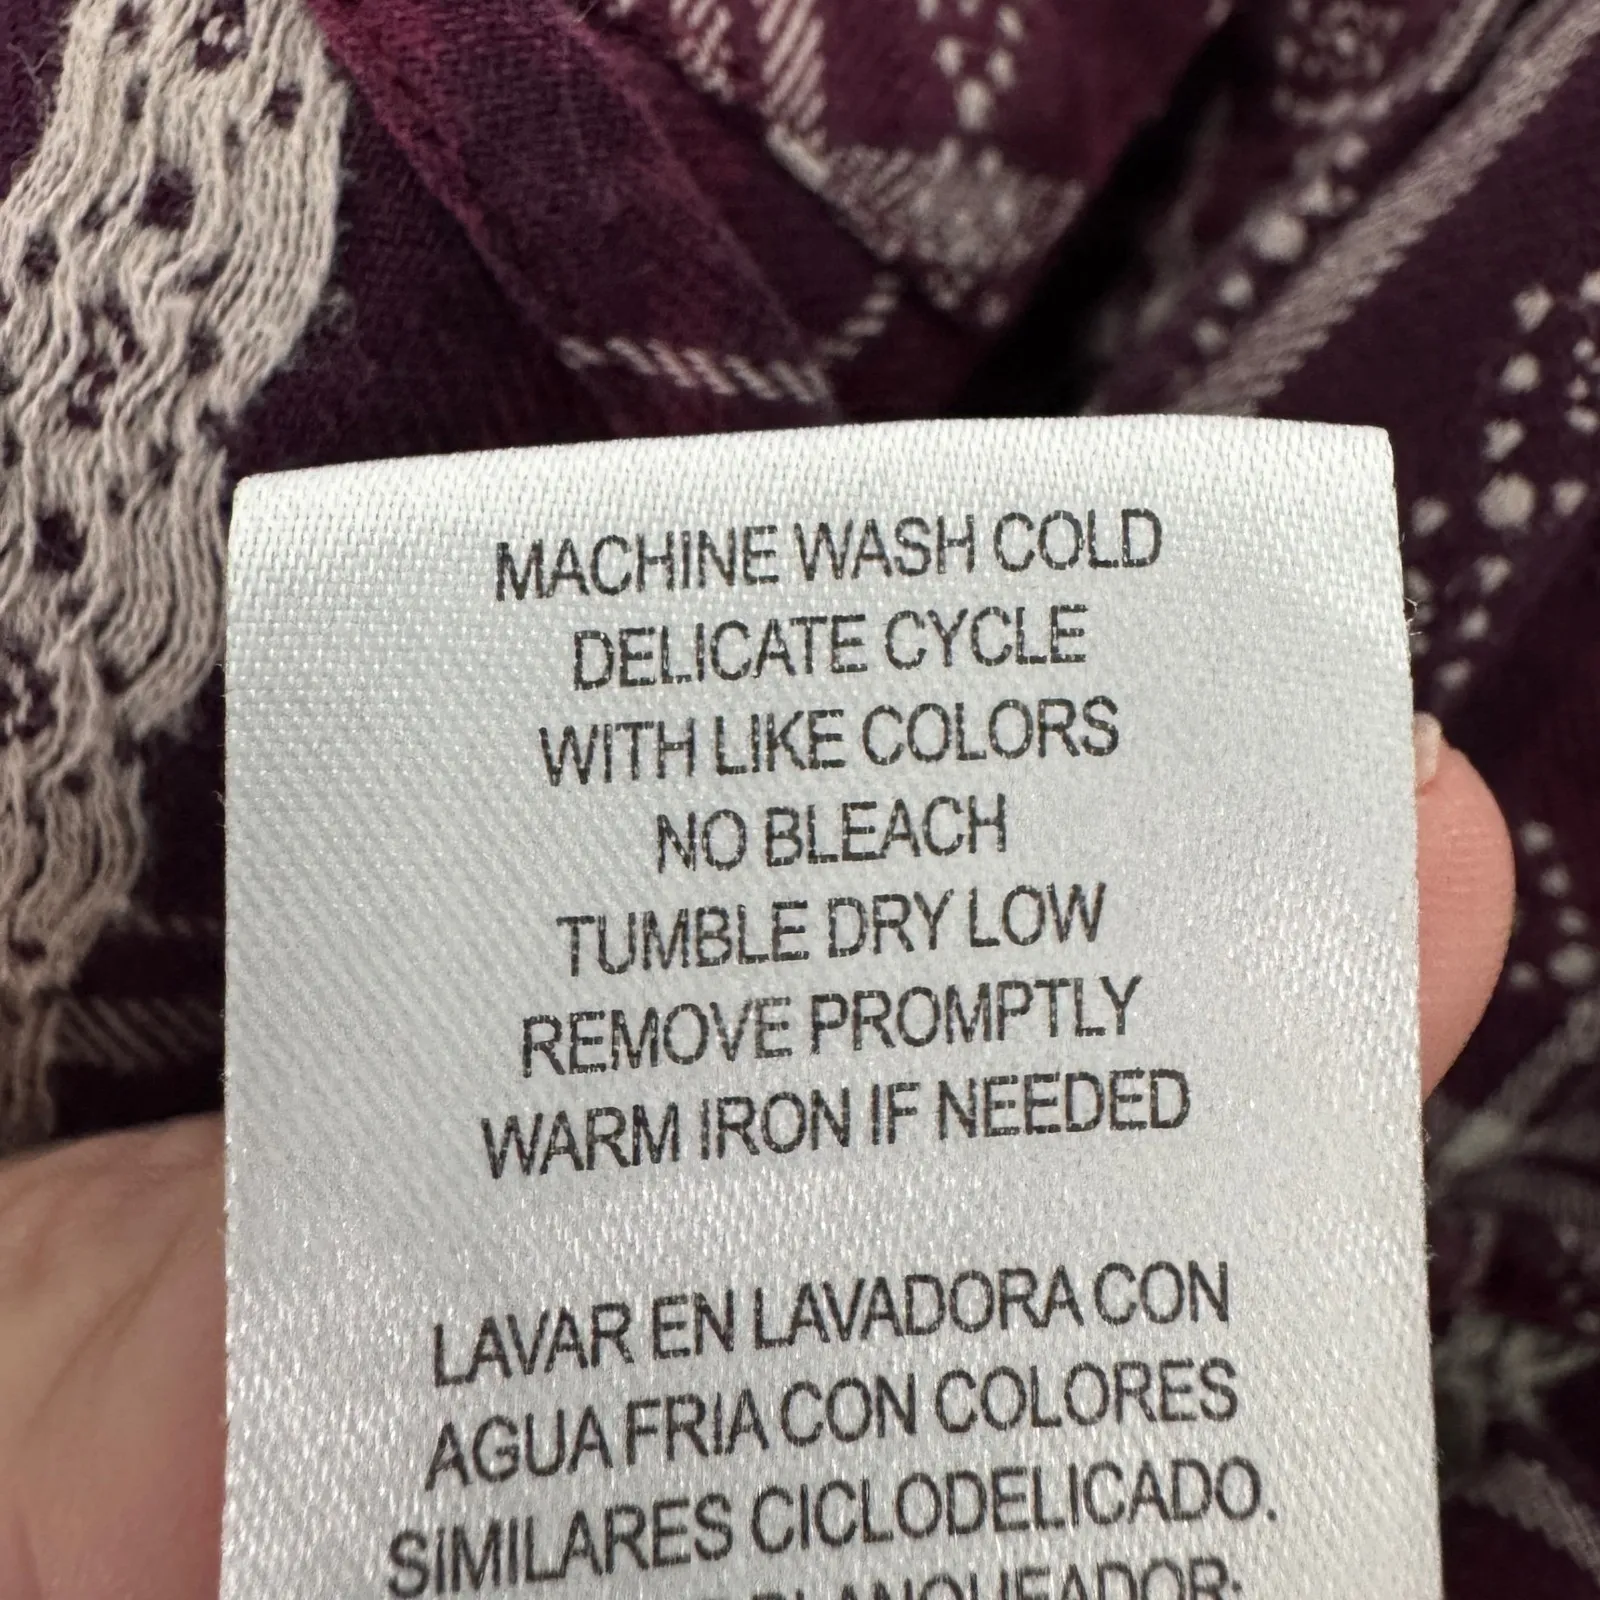 MACHINE WASH COLD
DELICATE CYCLE
WITH LIKE COLORS
NO BLEACH
TUMBLE DRY LOW
REMOVE PROMPTLY
WARM IRON IF NEEDED
LAVAR EN LAVADORA CON
AGUA FRIA CON COLORES
SIMILARES CICLODELICADO.
BLANQUEADOR;